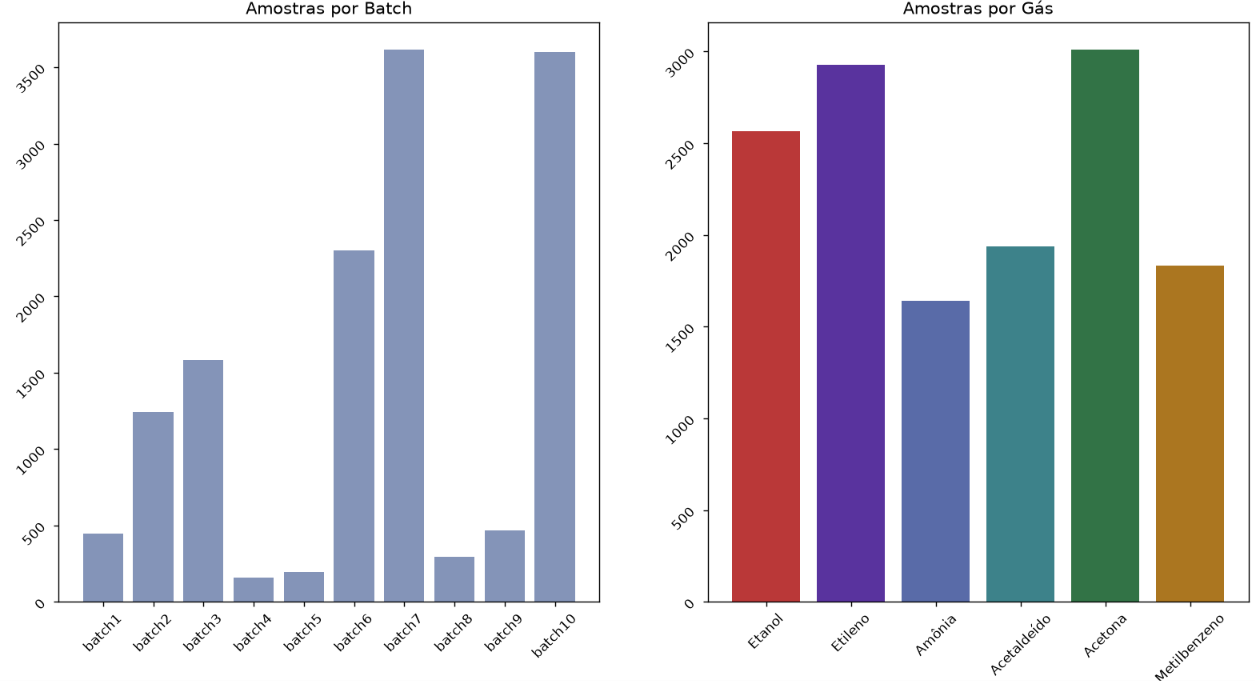 Amostras por Batch
3500
3000
2500
2000
1500
1000
500
0
batch1
batch2
batch3
batch4
batch5
batch6
batch7
batch8
batch9
batch10
Amostras por Gás
3000
2500
2000
1500
1000
500
0
Etanol
Etileno
Amônia
Acetaldeído
Acetona
Metilbenzeno